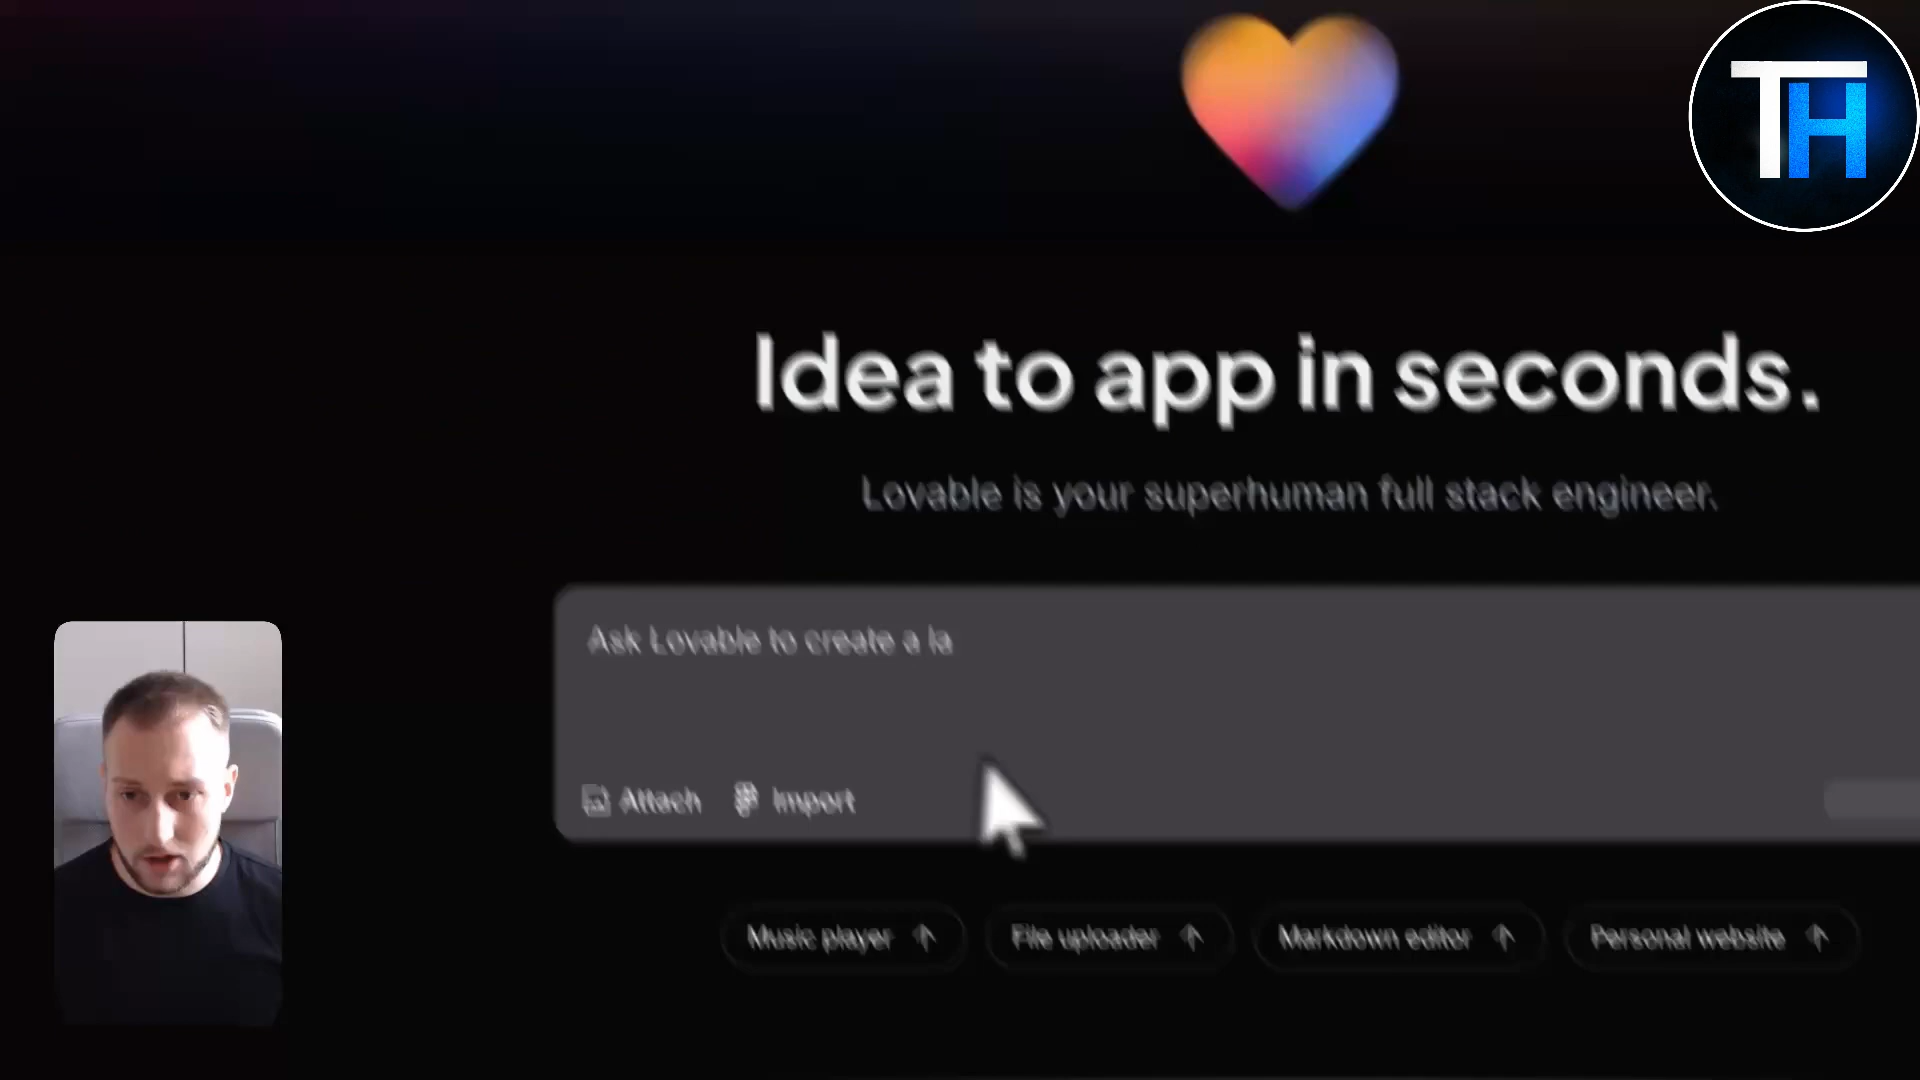 TH
Idea to app in seconds.
Lovable is your superhuman full stack engineer.
Ask Lovable to create a la
Attach Import
Music player File uploader Markdown editor Personal website